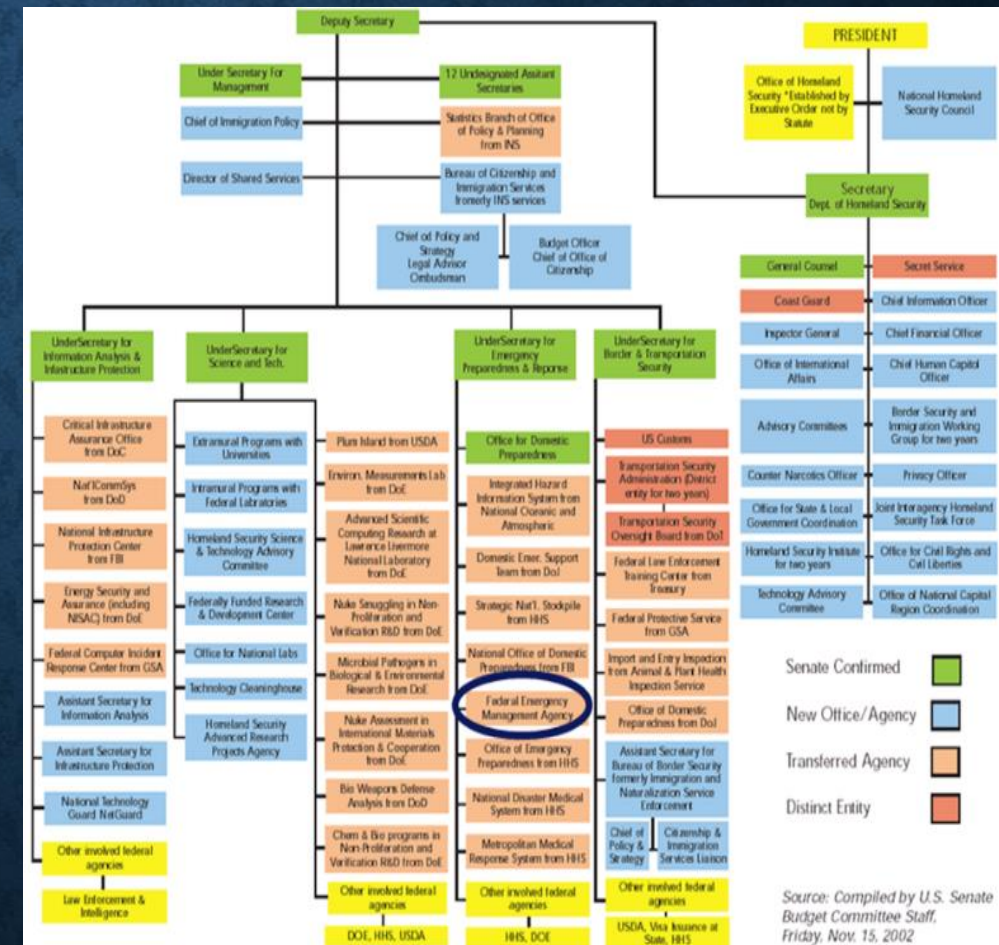 Deputy Secretary
Under Secretary For
Management
12 Undesignated Assitant
Secretaries
Chief of Immigration Policy
Statistics Branch of Office
of Policy & Planning
from INS
Director of Shared Services
Bureau of Citizenship and
Immigration Services
fromerly INS services
Chief od Policy and
Strategy
Legal Advisor
Ombudsman
Budget Officer
Chief of Office of
Citizenship
PRESIDENT
Office of Homeland
Security *Established by
Executive Order not by
Statute
National Homeland
Security Council
Secretary
Dept. of Homeland Security
General Counsel
Secret Service
Coast Guard
Chief Information Officer
Inspector General
Chief Financial Officer
Office of International
Affairs
Chief Human Capitol
Officer
Advisory Committees
Border Security and
Immigration Working
Group for two years
Counter Narcotics Officer
Privacy Officer
Office for State & Local
Government Coordination
Joint Interagency Homeland
Security Task Force
Homeland Security Institute
for two years
Office for Civil Rights and
Civil Liberties
Technology Advisory
Committee
Office of National Capital
Region Coordination
UnderSecretary for
Information Analysis &
Infastructure Protection
Critical Infrastructure
Assurance Office
from DoC
Nat'lCommSys
from DoD
National Infrastructure
Protection Center
from FBI
Energy Security and
Assurance (including
NISAC) from DoE
Federal Computer Incident
Response Center from GSA
Assistant Secretary for
Information Analysis
Assistant Secretary for
Infrastructure Protection
National Technology
Guard NetGuard
Other involved federal
agencies
Law Enforcement &
Intelligence
UnderSecretary for
Science and Tech.
Extramural Programs with
Universities
Intramural Programs with
Federal Labratories
Homeland Security Science
& Technology Advisory
Committee
Federally Funded Research
& Development Center
Office for National Labs
Technology Cleaninghouse
Homeland Security
Advanced Research
Projects Agency
Plum Island from USDA
Environ. Measurements Lab
from DoE
Advanced Scientific
Computing Research at
Lawrance Livermore
National Laboratory
from DoE
Nuke Smuggling in Non-
Proliferation and
Verification R&D from DoE
Microbial Pathogens in
Biological & Environmental
Research from DoE
Nuke Assessment in
International Materials
Protection & Cooperation
from DoE
Bio Weapons Defense
Analysis from DoD
Chem & Bio programs in
Non-Proliferation and
Verification R&D from DoE
Other involved federal
agencies
DOE, HHS, USDA
UnderSecretary for
Emergency
Preparedness & Reponse
Office for Domestic
Preparedness
Integrated Hazard
Information System from
National Oceanic and
Atmospheric
Domestic Emer. Support
Team from DoJ
Strategic Nat'l. Stockpile
from HHS
National Office of Domestic
Preparedness from FBI
Federal Emergency
Management Agency
Office of Emergency
Preparedness from HHS
National Disaster Medical
System from HHS
Metropolitan Medical
Response System from HHS
Other involved federal
agencies
HHS, DOE
UnderSecretary for
Border & Transportation
Security
US Customs
Transportation Security
Administration (District
entity for two years)
Transportation Security
Oversight Board from DoT
Federal Law Enforcement
Training Center from
Treasury
Federal Protective Service
from GSA
Import and Entry Inspection
from Animal & Plant Health
Inspection Service
Office of Domestic
Preparedness from DoJ
Assistant Secretary for
Bureau of Border Security
formerly Immigration and
Naturalization Service
Enforcement
Chief of
Policy &
Strategy
Citizenship &
Immigration
Services Liaison
Other involved federal
agencies
USDA, Visa Issuance at
State, HHS
Senate Confirmed
New Office/Agency
Transferred Agency
Distinct Entity
Source: Compiled by U.S. Senate
Budget Committee Staff,
Friday, Nov. 15, 2002